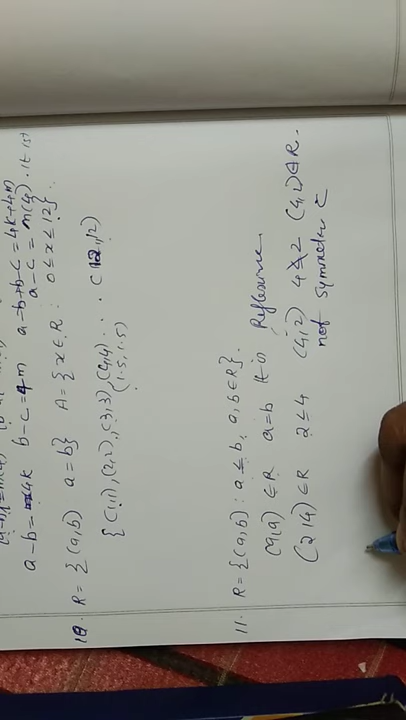 a-b=4k b-c=4m a-b+b-c=4k+4m
a-c=m(4). It is
10. R={(a,b) a=b} A={x∈R: 0≤x≤12}.
{(1,1),(2,2),(3,3),(4,4)... (12,12)
(1.5,1.5)
11. R={(a,b): a≤b, a,b∈R}.
(a,a)∈R a=b It is Reflexive.
(2,4)∈R 2≤4 (4,2) 4≰2 (4,2)∉R.
not symmetric